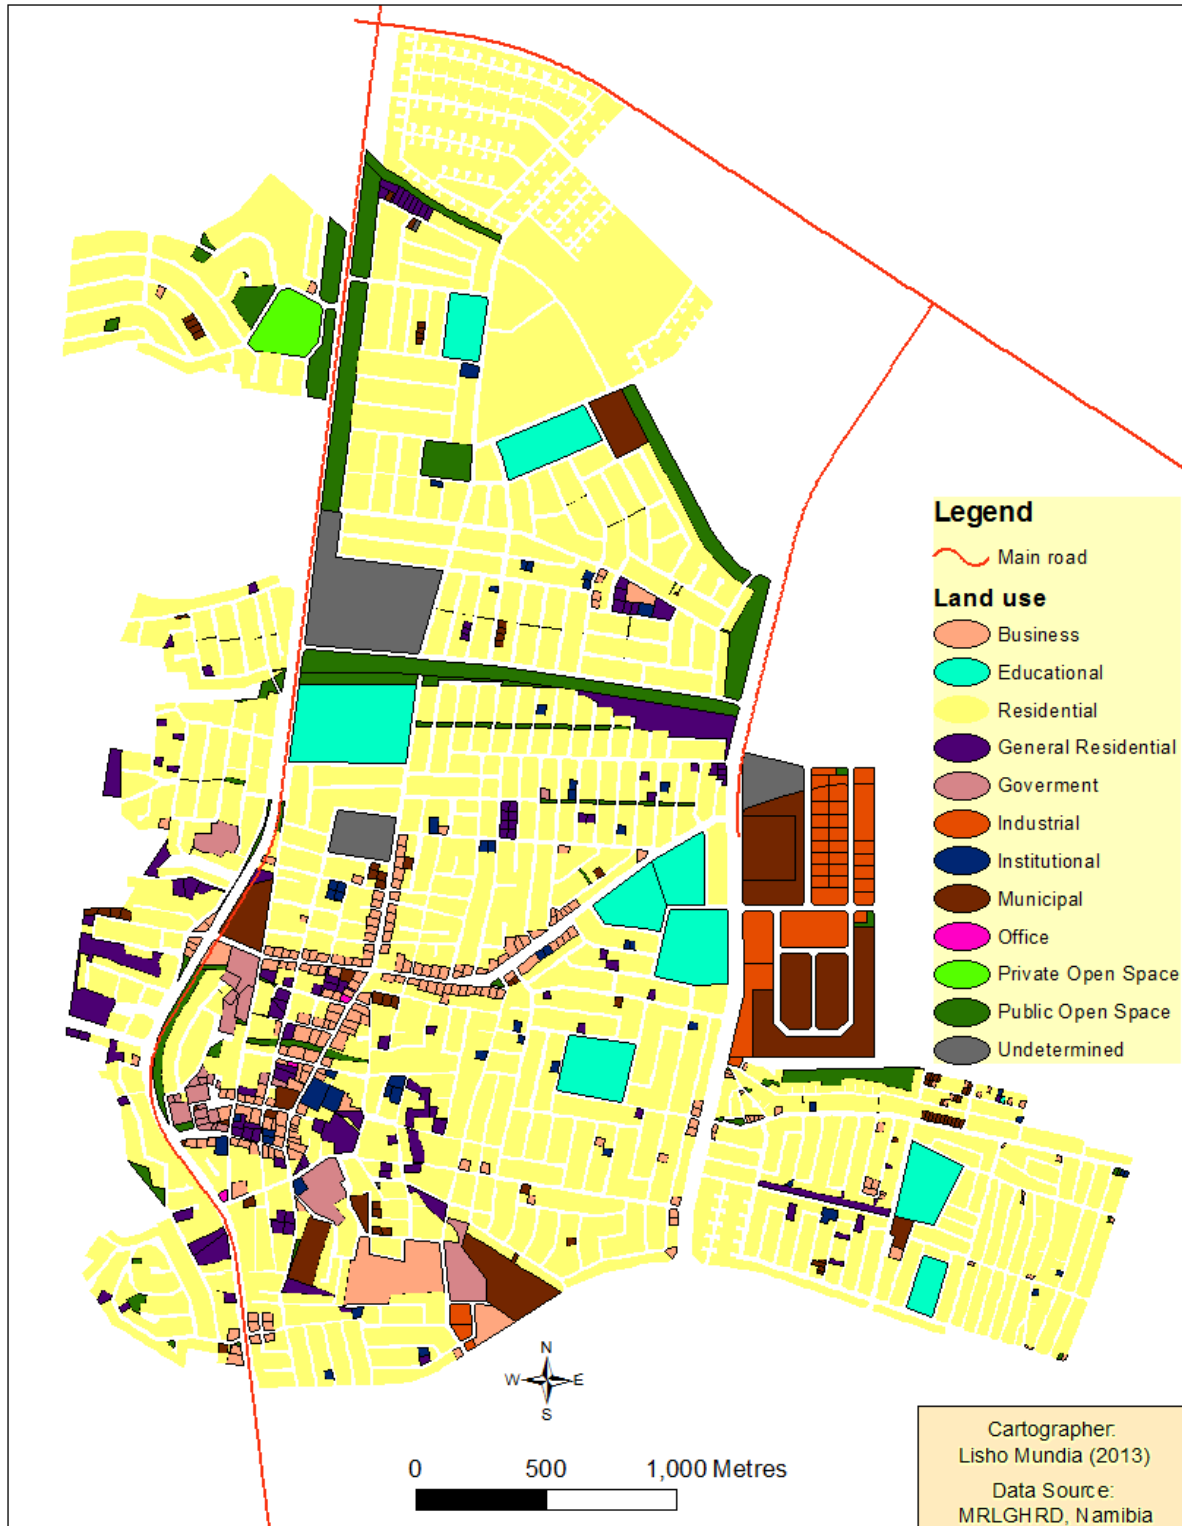 Legend
Main road
Land use
Business
Educational
Residential
General Residential
Goverment
Industrial
Institutional
Municipal
Office
Private Open Space
Public Open Space
Undetermined
N
W E
S
0 500 1,000 Metres
Cartographer:
Lisho Mundia (2013)
Data Source:
MRLGHRD, Namibia